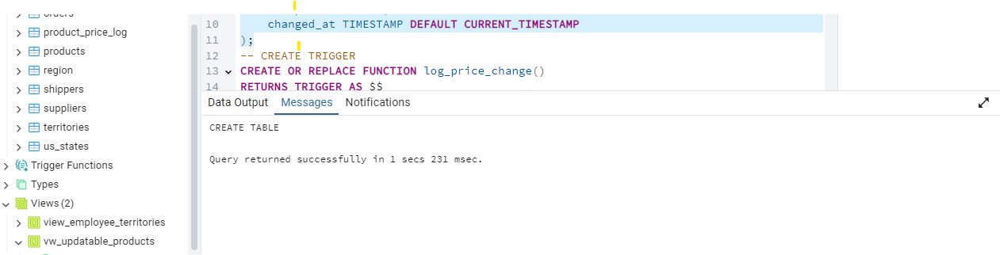 orders
product_price_log
products
region
shippers
suppliers
territories
us_states
Trigger Functions
Types
Views (2)
view_employee_territories
vw_updatable_products
10 changed_at TIMESTAMP DEFAULT CURRENT_TIMESTAMP
11 );
12 -- CREATE TRIGGER
13 CREATE OR REPLACE FUNCTION log_price_change()
14 RETURNS TRIGGER AS $$
Data Output Messages Notifications
CREATE TABLE
Query returned successfully in 1 secs 231 msec.